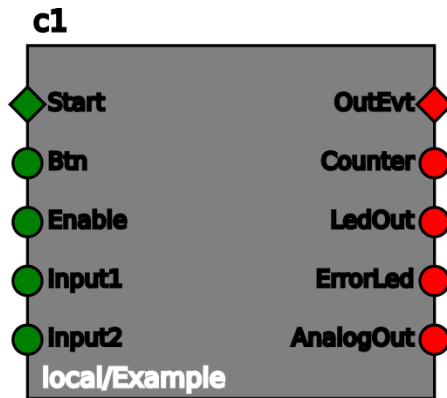 c1
Start OutEvt
Btn Counter
Enable LedOut
Input1 ErrorLed
Input2 AnalogOut
local/Example